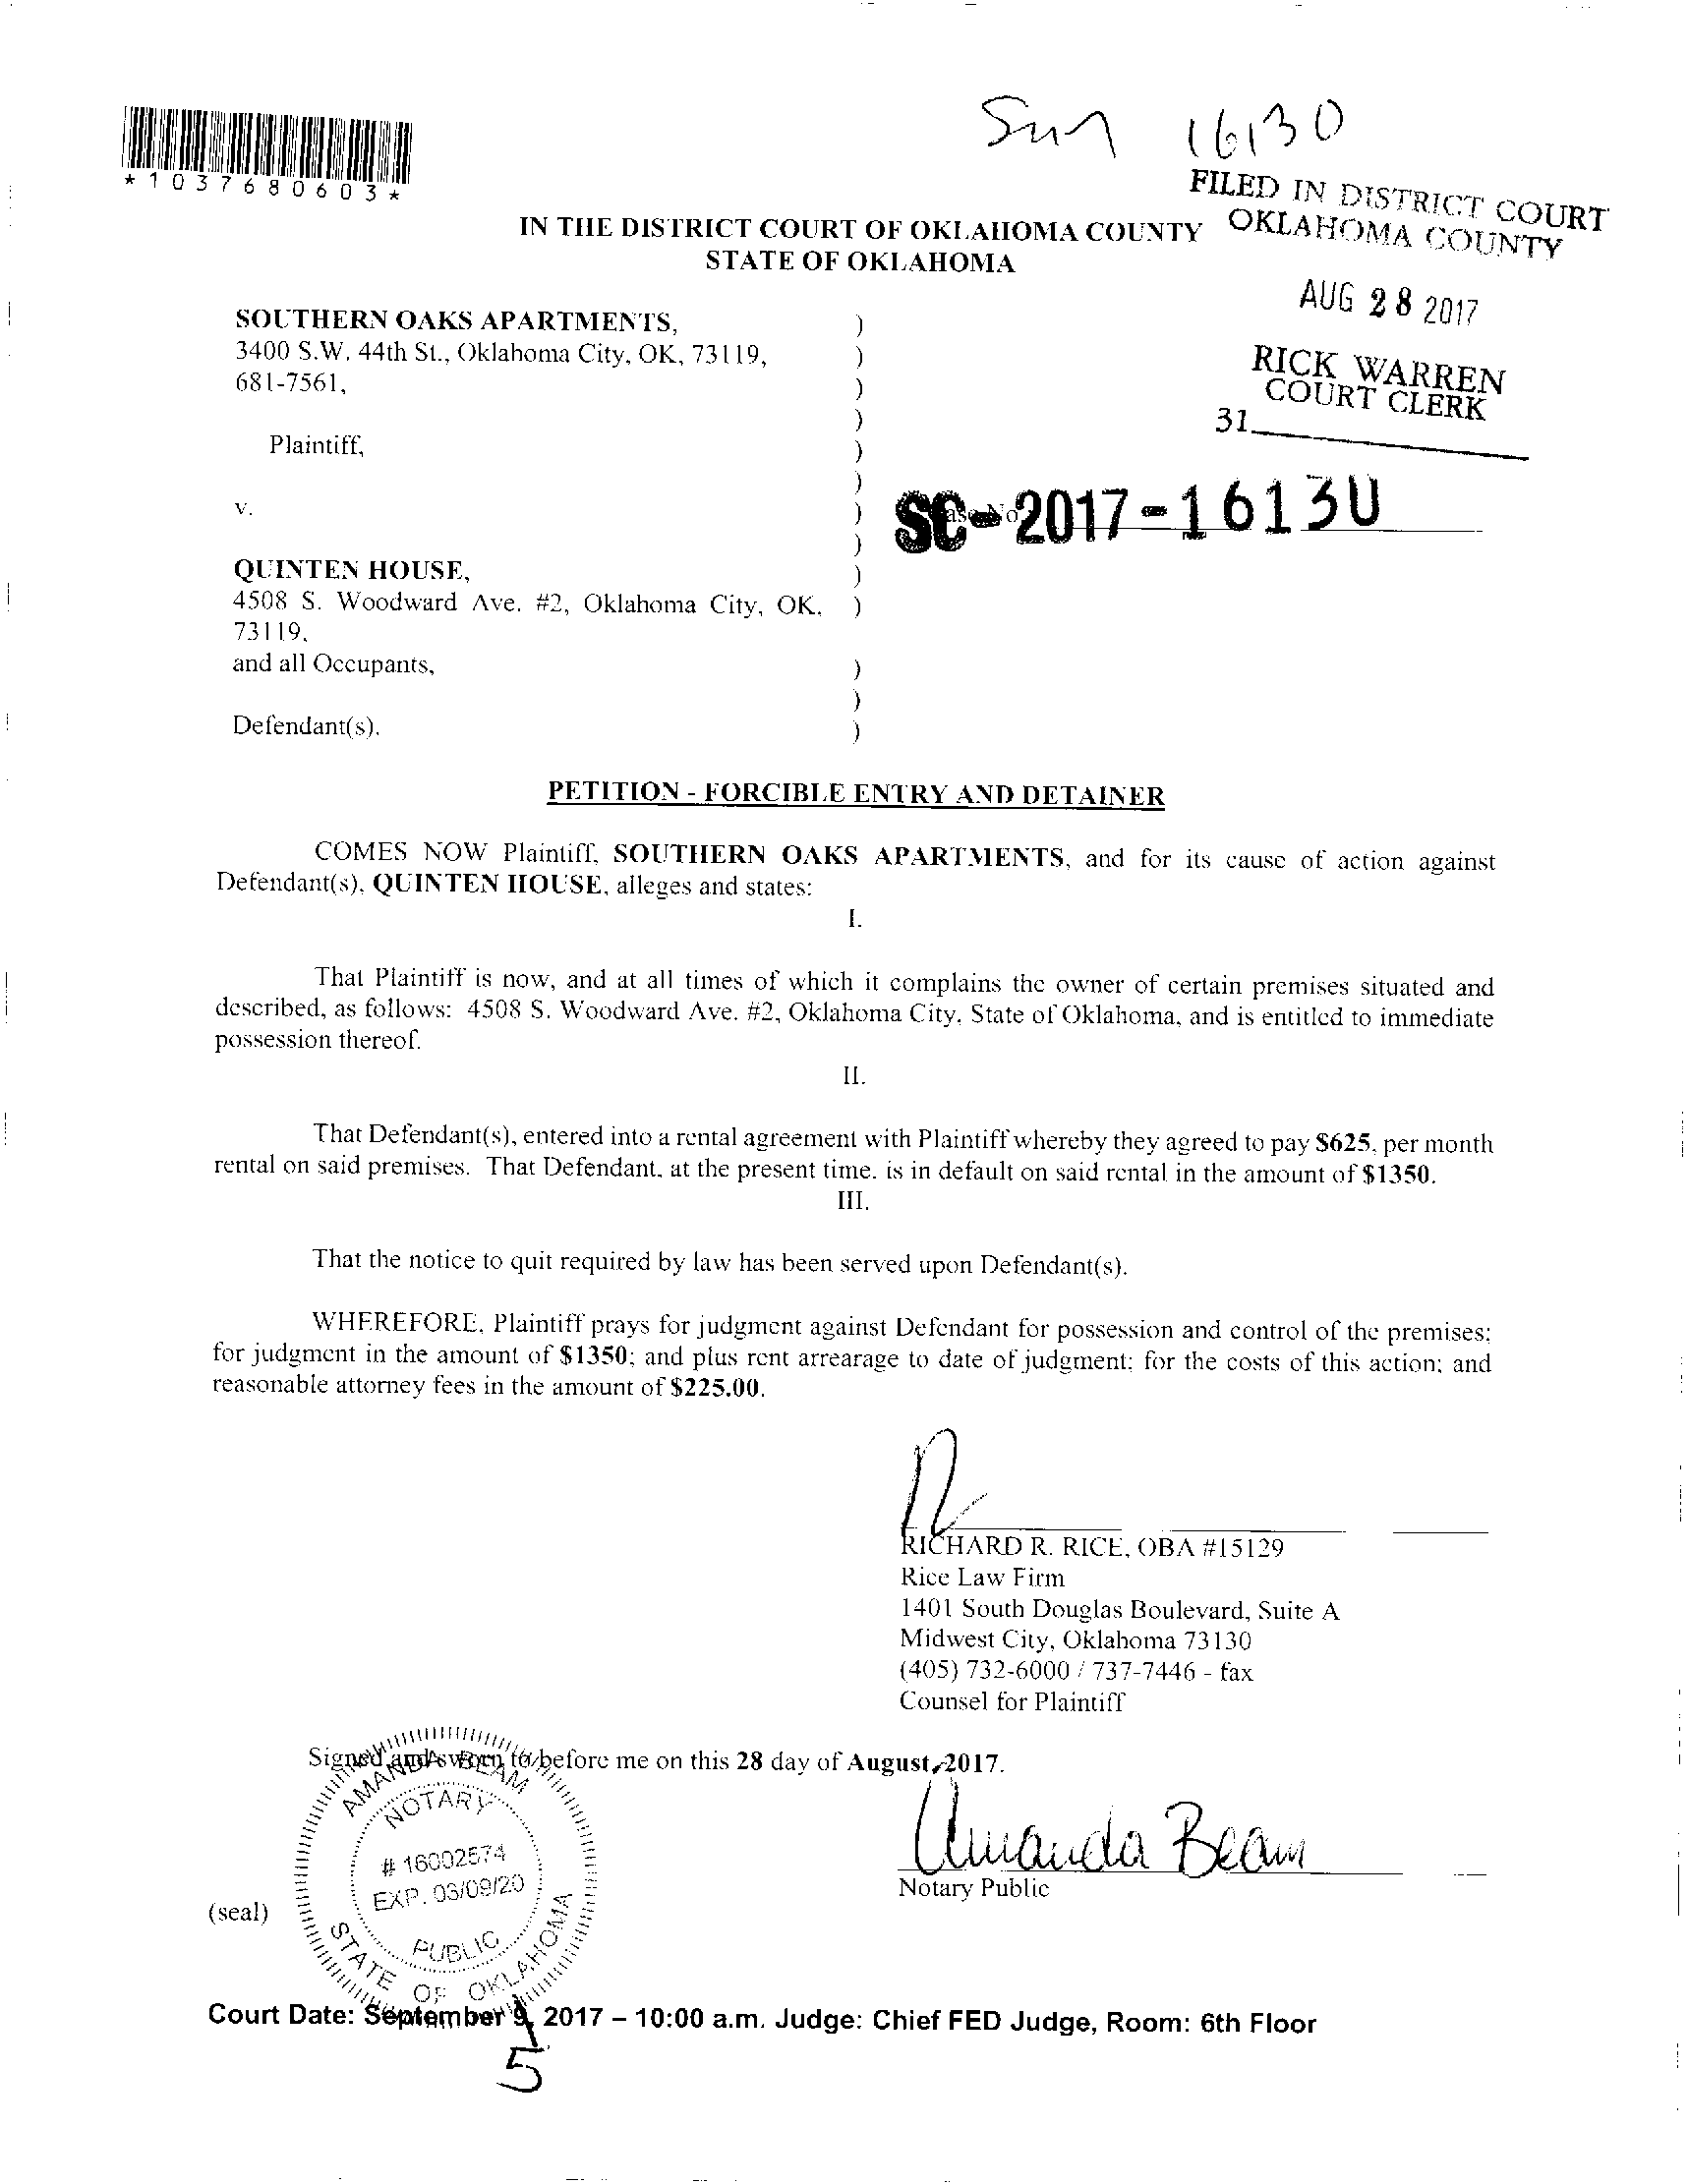 Sm 16130
*1037680603*
FILED IN DISTRICT COURT
OKLAHOMA COUNTY
IN THE DISTRICT COURT OF OKLAHOMA COUNTY
STATE OF OKLAHOMA
AUG 28 2017
RICK WARREN
COURT CLERK
31
SOUTHERN OAKS APARTMENTS, )
3400 S.W. 44th St., Oklahoma City, OK, 73119, )
681-7561, )
)
Plaintiff, )
)
v. )
SC-2017-16130
)
QUINTEN HOUSE, )
4508 S. Woodward Ave. #2, Oklahoma City, OK, )
73119,
and all Occupants, )
)
Defendant(s). )
PETITION - FORCIBLE ENTRY AND DETAINER
COMES NOW Plaintiff, SOUTHERN OAKS APARTMENTS, and for its cause of action against
Defendant(s), QUINTEN HOUSE, alleges and states:
I.
That Plaintiff is now, and at all times of which it complains the owner of certain premises situated and
described, as follows: 4508 S. Woodward Ave. #2, Oklahoma City, State of Oklahoma, and is entitled to immediate
possession thereof.
II.
That Defendant(s), entered into a rental agreement with Plaintiff whereby they agreed to pay $625, per month
rental on said premises. That Defendant, at the present time, is in default on said rental in the amount of $1350.
III.
That the notice to quit required by law has been served upon Defendant(s).
WHEREFORE, Plaintiff prays for judgment against Defendant for possession and control of the premises;
for judgment in the amount of $1350; and plus rent arrearage to date of judgment; for the costs of this action; and
reasonable attorney fees in the amount of $225.00.
RICHARD R. RICE, OBA #15129
Rice Law Firm
1401 South Douglas Boulevard, Suite A
Midwest City, Oklahoma 73130
(405) 732-6000 / 737-7446 - fax
Counsel for Plaintiff
Signed and sworn to before me on this 28 day of August, 2017.
AMANDA BEAM
NOTARY
# 16002574
EXP. 03/09/20
PUBLIC
STATE OF OKLAHOMA
Amanda Beam
Notary Public
(seal)
Court Date: September 9, 2017 – 10:00 a.m. Judge: Chief FED Judge, Room: 6th Floor
5